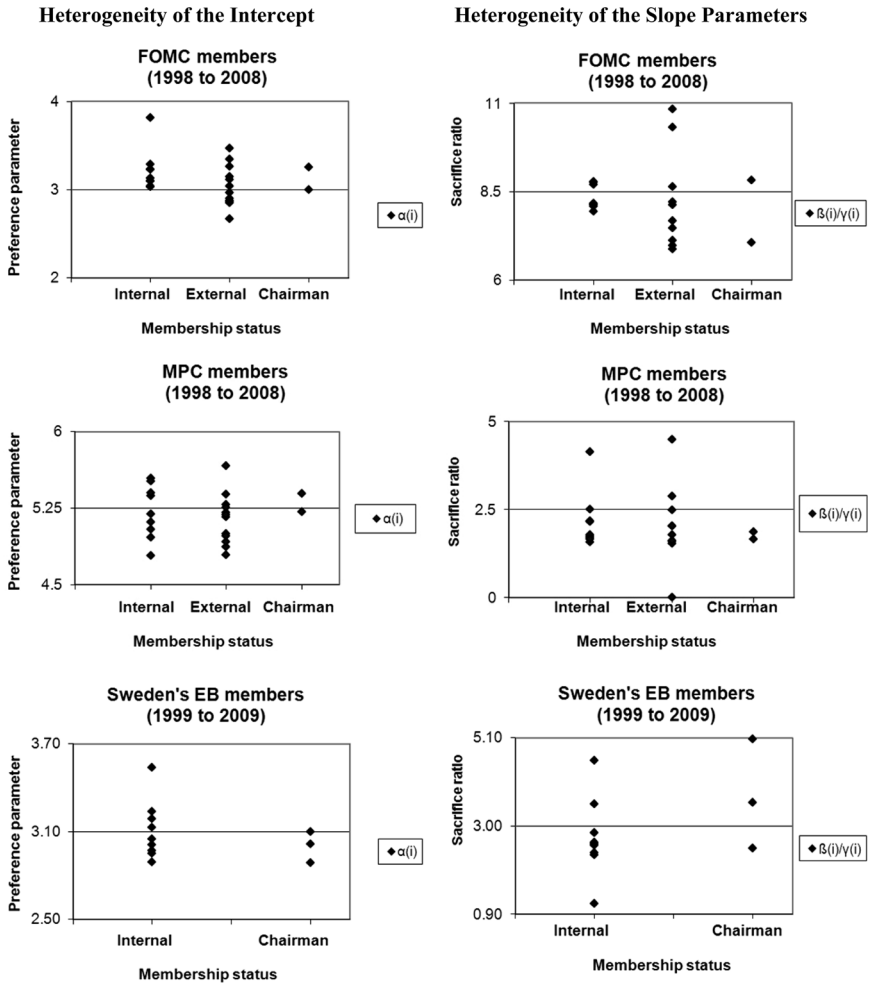 Heterogeneity of the Intercept
Heterogeneity of the Slope Parameters
FOMC members
(1998 to 2008)
Preference parameter
4
3
2
Internal External Chairman
Membership status
α(i)
FOMC members
(1998 to 2008)
Sacrifice ratio
11
8.5
6
Internal External Chairman
Membership status
ß(i)/γ(i)
MPC members
(1998 to 2008)
Preference parameter
6
5.25
4.5
Internal External Chairman
Membership status
α(i)
MPC members
(1998 to 2008)
Sacrifice ratio
5
2.5
0
Internal External Chairman
Membership status
ß(i)/γ(i)
Sweden's EB members
(1999 to 2009)
Preference parameter
3.70
3.10
2.50
Internal Chairman
Membership status
α(i)
Sweden's EB members
(1999 to 2009)
Sacrifice ratio
5.10
3.00
0.90
Internal Chairman
Membership status
ß(i)/γ(i)